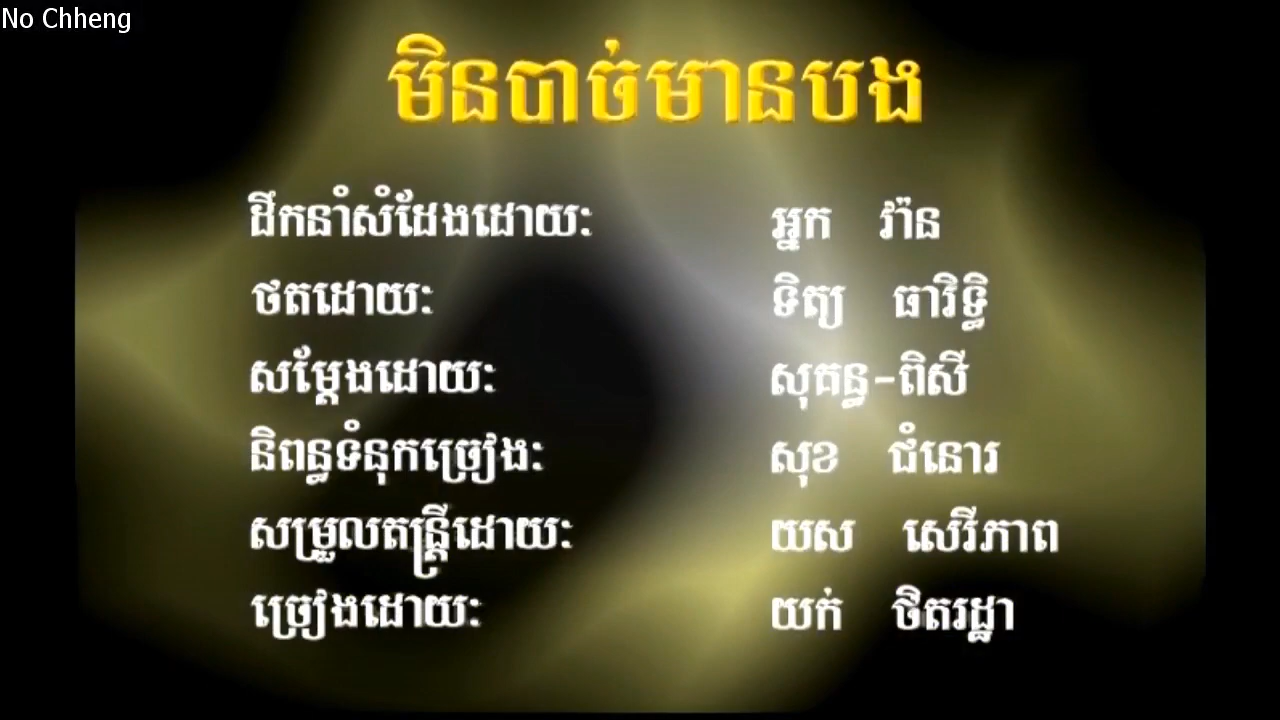 No Chheng
មិនបាច់មានបង
ដឹកនាំសំដែងដោយ: អ្នក វ៉ាន
ថតដោយ: ទិត្យ ធារិទ្ធិ
សម្ដែងដោយ: សុគន្ធ-ពិសី
និពន្ធទំនុកច្រៀង: សុខ ជំនោរ
សម្រួលតន្ត្រីដោយ: យស សេរីភាព
ច្រៀងដោយ: យក់ ថិតរដ្ឋា